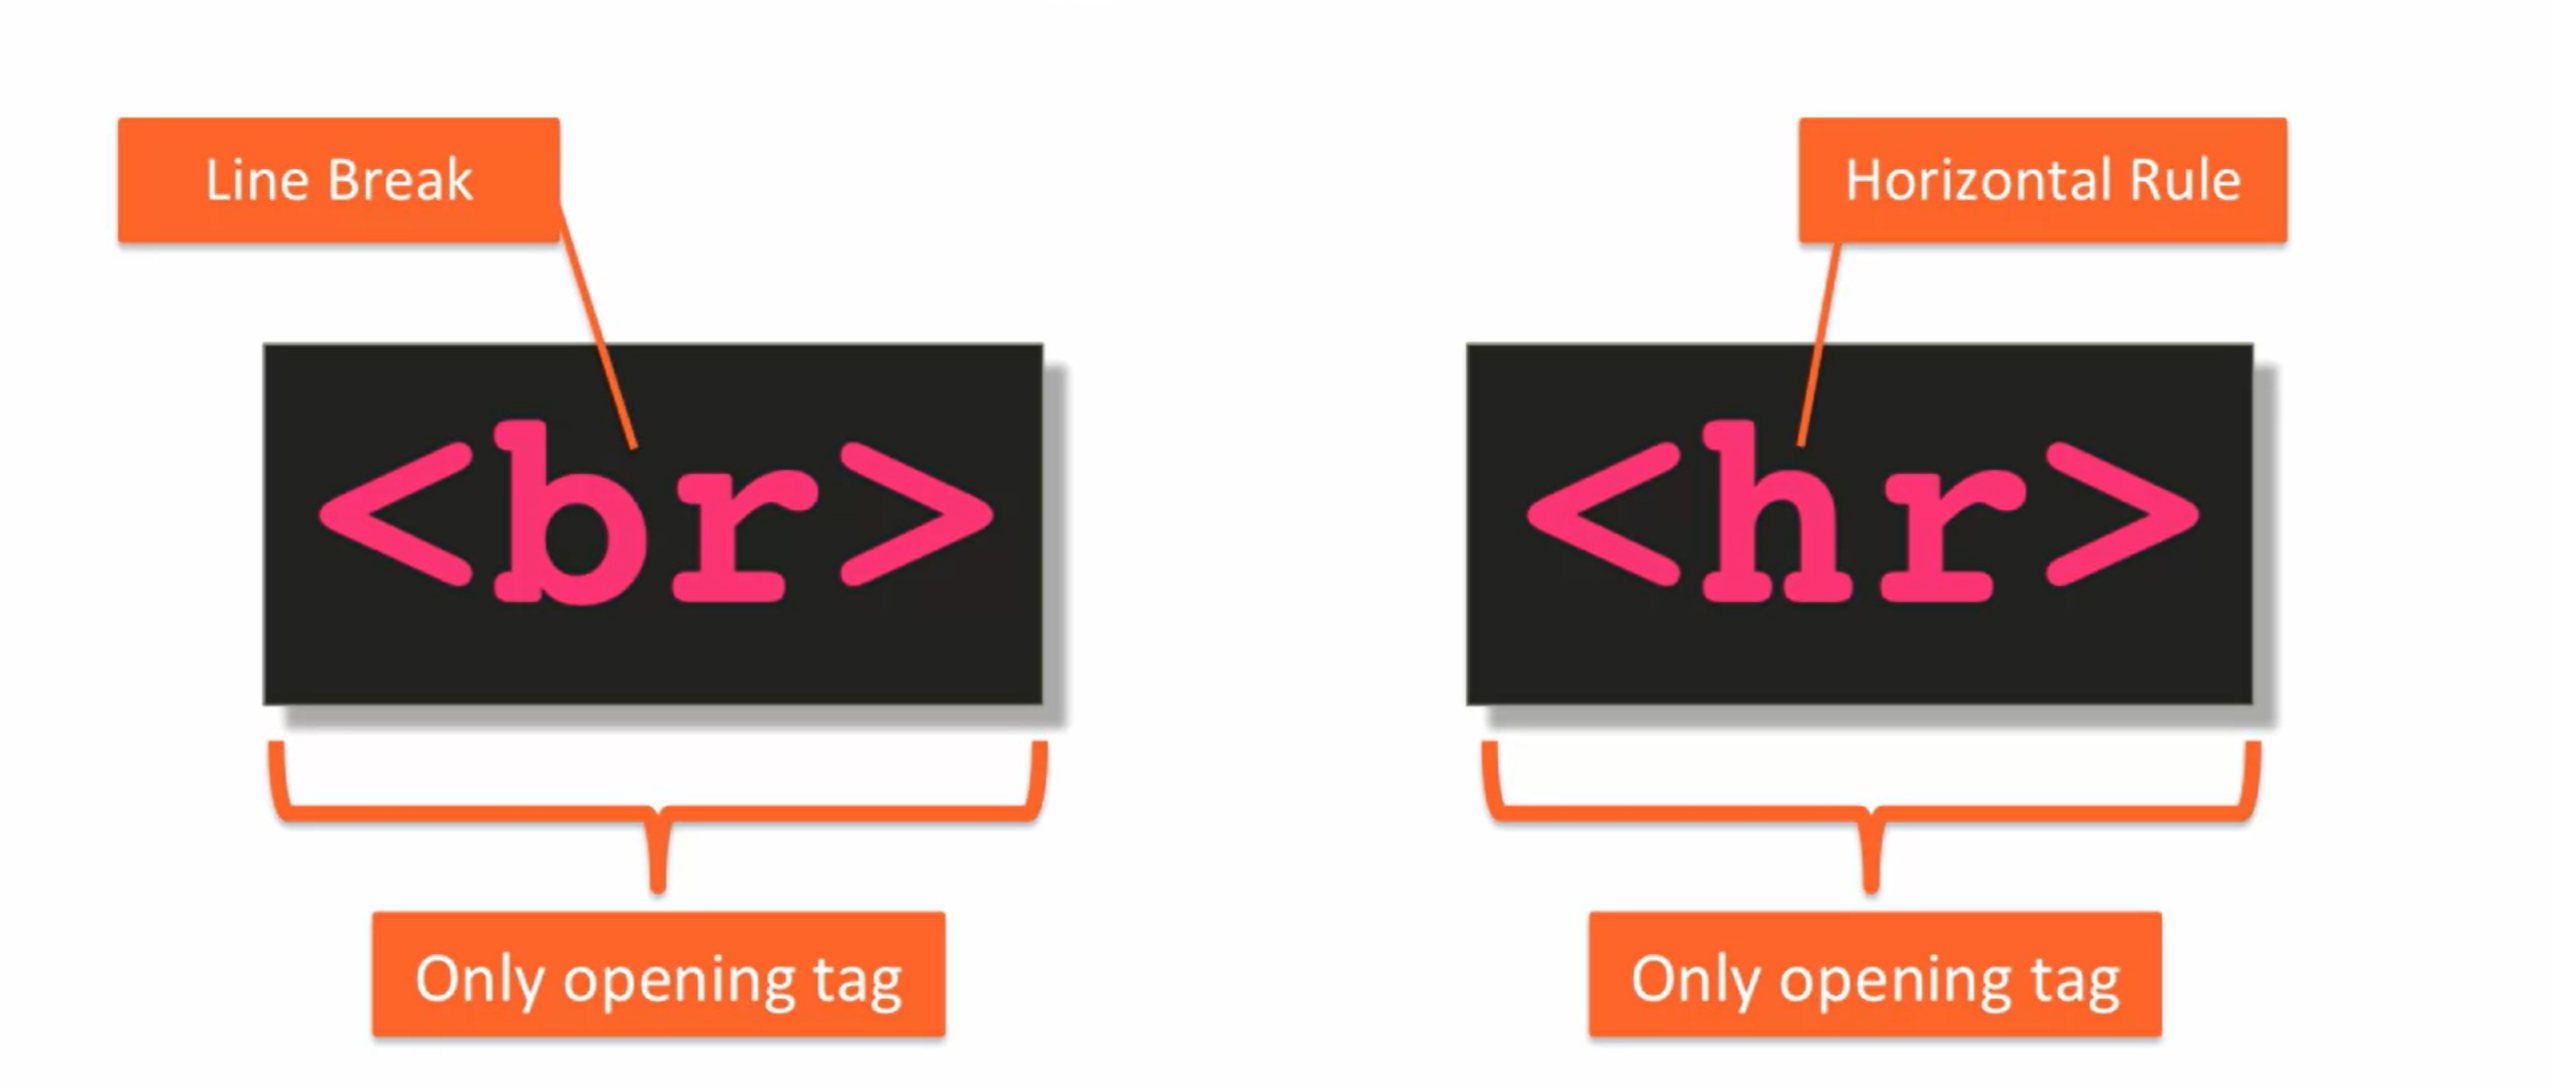 Line Break
Horizontal Rule
<br>
<hr>
Only opening tag
Only opening tag